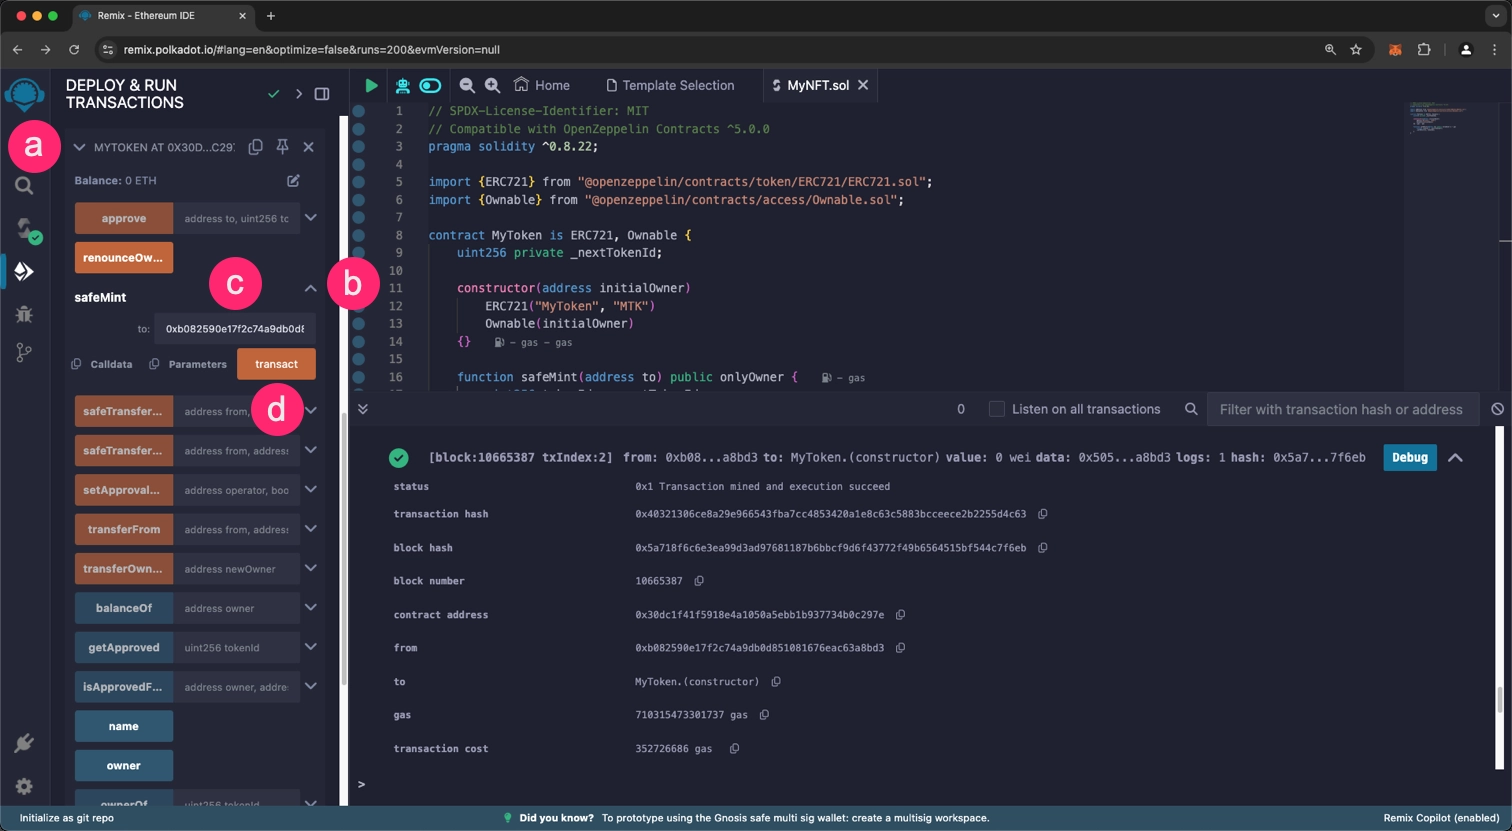 Remix - Ethereum IDE
remix.polkadot.io/#lang=en&optimize=false&runs=200&evmVersion=null
DEPLOY & RUN
TRANSACTIONS
a
MYTOKEN AT 0X30D...C297
Balance: 0 ETH
approve address to, uint256 to
renounceOw...
c
b
safeMint
to: 0xb082590e17f2c74a9db0d8
Calldata Parameters transact
d
safeTransfer... address from,
safeTransfer... address from, address
setApproval... address operator, boo
transferFrom address from, address
transferOwn... address newOwner
balanceOf address owner
getApproved uint256 tokenId
isApprovedF... address owner, addre
name
owner
ownerOf uint256 tokenId
Home Template Selection MyNFT.sol
1 // SPDX-License-Identifier: MIT
2 // Compatible with OpenZeppelin Contracts ^5.0.0
3 pragma solidity ^0.8.22;
4
5 import {ERC721} from "@openzeppelin/contracts/token/ERC721/ERC721.sol";
6 import {Ownable} from "@openzeppelin/contracts/access/Ownable.sol";
7
8 contract MyToken is ERC721, Ownable {
9 uint256 private _nextTokenId;
10
11 constructor(address initialOwner)
12 ERC721("MyToken", "MTK")
13 Ownable(initialOwner)
14 {} - gas - gas
15
16 function safeMint(address to) public onlyOwner { - gas
0 Listen on all transactions Filter with transaction hash or address
[block:10665387 txIndex:2] from: 0xb08...a8bd3 to: MyToken.(constructor) value: 0 wei data: 0x505...a8bd3 logs: 1 hash: 0x5a7...7f6eb Debug
status 0x1 Transaction mined and execution succeed
transaction hash 0x40321306ce8a29e966543fba7cc4853420a1e8c63c5883bcceece2b2255d4c63
block hash 0x5a718f6c6e3ea99d3ad97681187b6bbcf9d6f43772f49b6564515bf544c7f6eb
block number 10665387
contract address 0x30dc1f41f5918e4a1050a5ebb1b937734b0c297e
from 0xb082590e17f2c74a9db0d851081676eac63a8bd3
to MyToken.(constructor)
gas 710315473301737 gas
transaction cost 352726686 gas
>
Initialize as git repo
Did you know? To prototype using the Gnosis safe multi sig wallet: create a multisig workspace.
Remix Copilot (enabled)